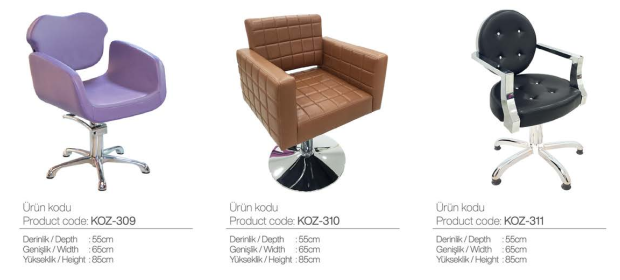 Ürün kodu
Product code: KOZ-309
Derinlik / Depth : 55cm
Genişlik / Width : 65cm
Yükseklik / Height : 85cm
Ürün kodu
Product code: KOZ-310
Derinlik / Depth : 55cm
Genişlik / Width : 65cm
Yükseklik / Height : 85cm
Ürün kodu
Product code: KOZ-311
Derinlik / Depth : 55cm
Genişlik / Width : 65cm
Yükseklik / Height : 85cm